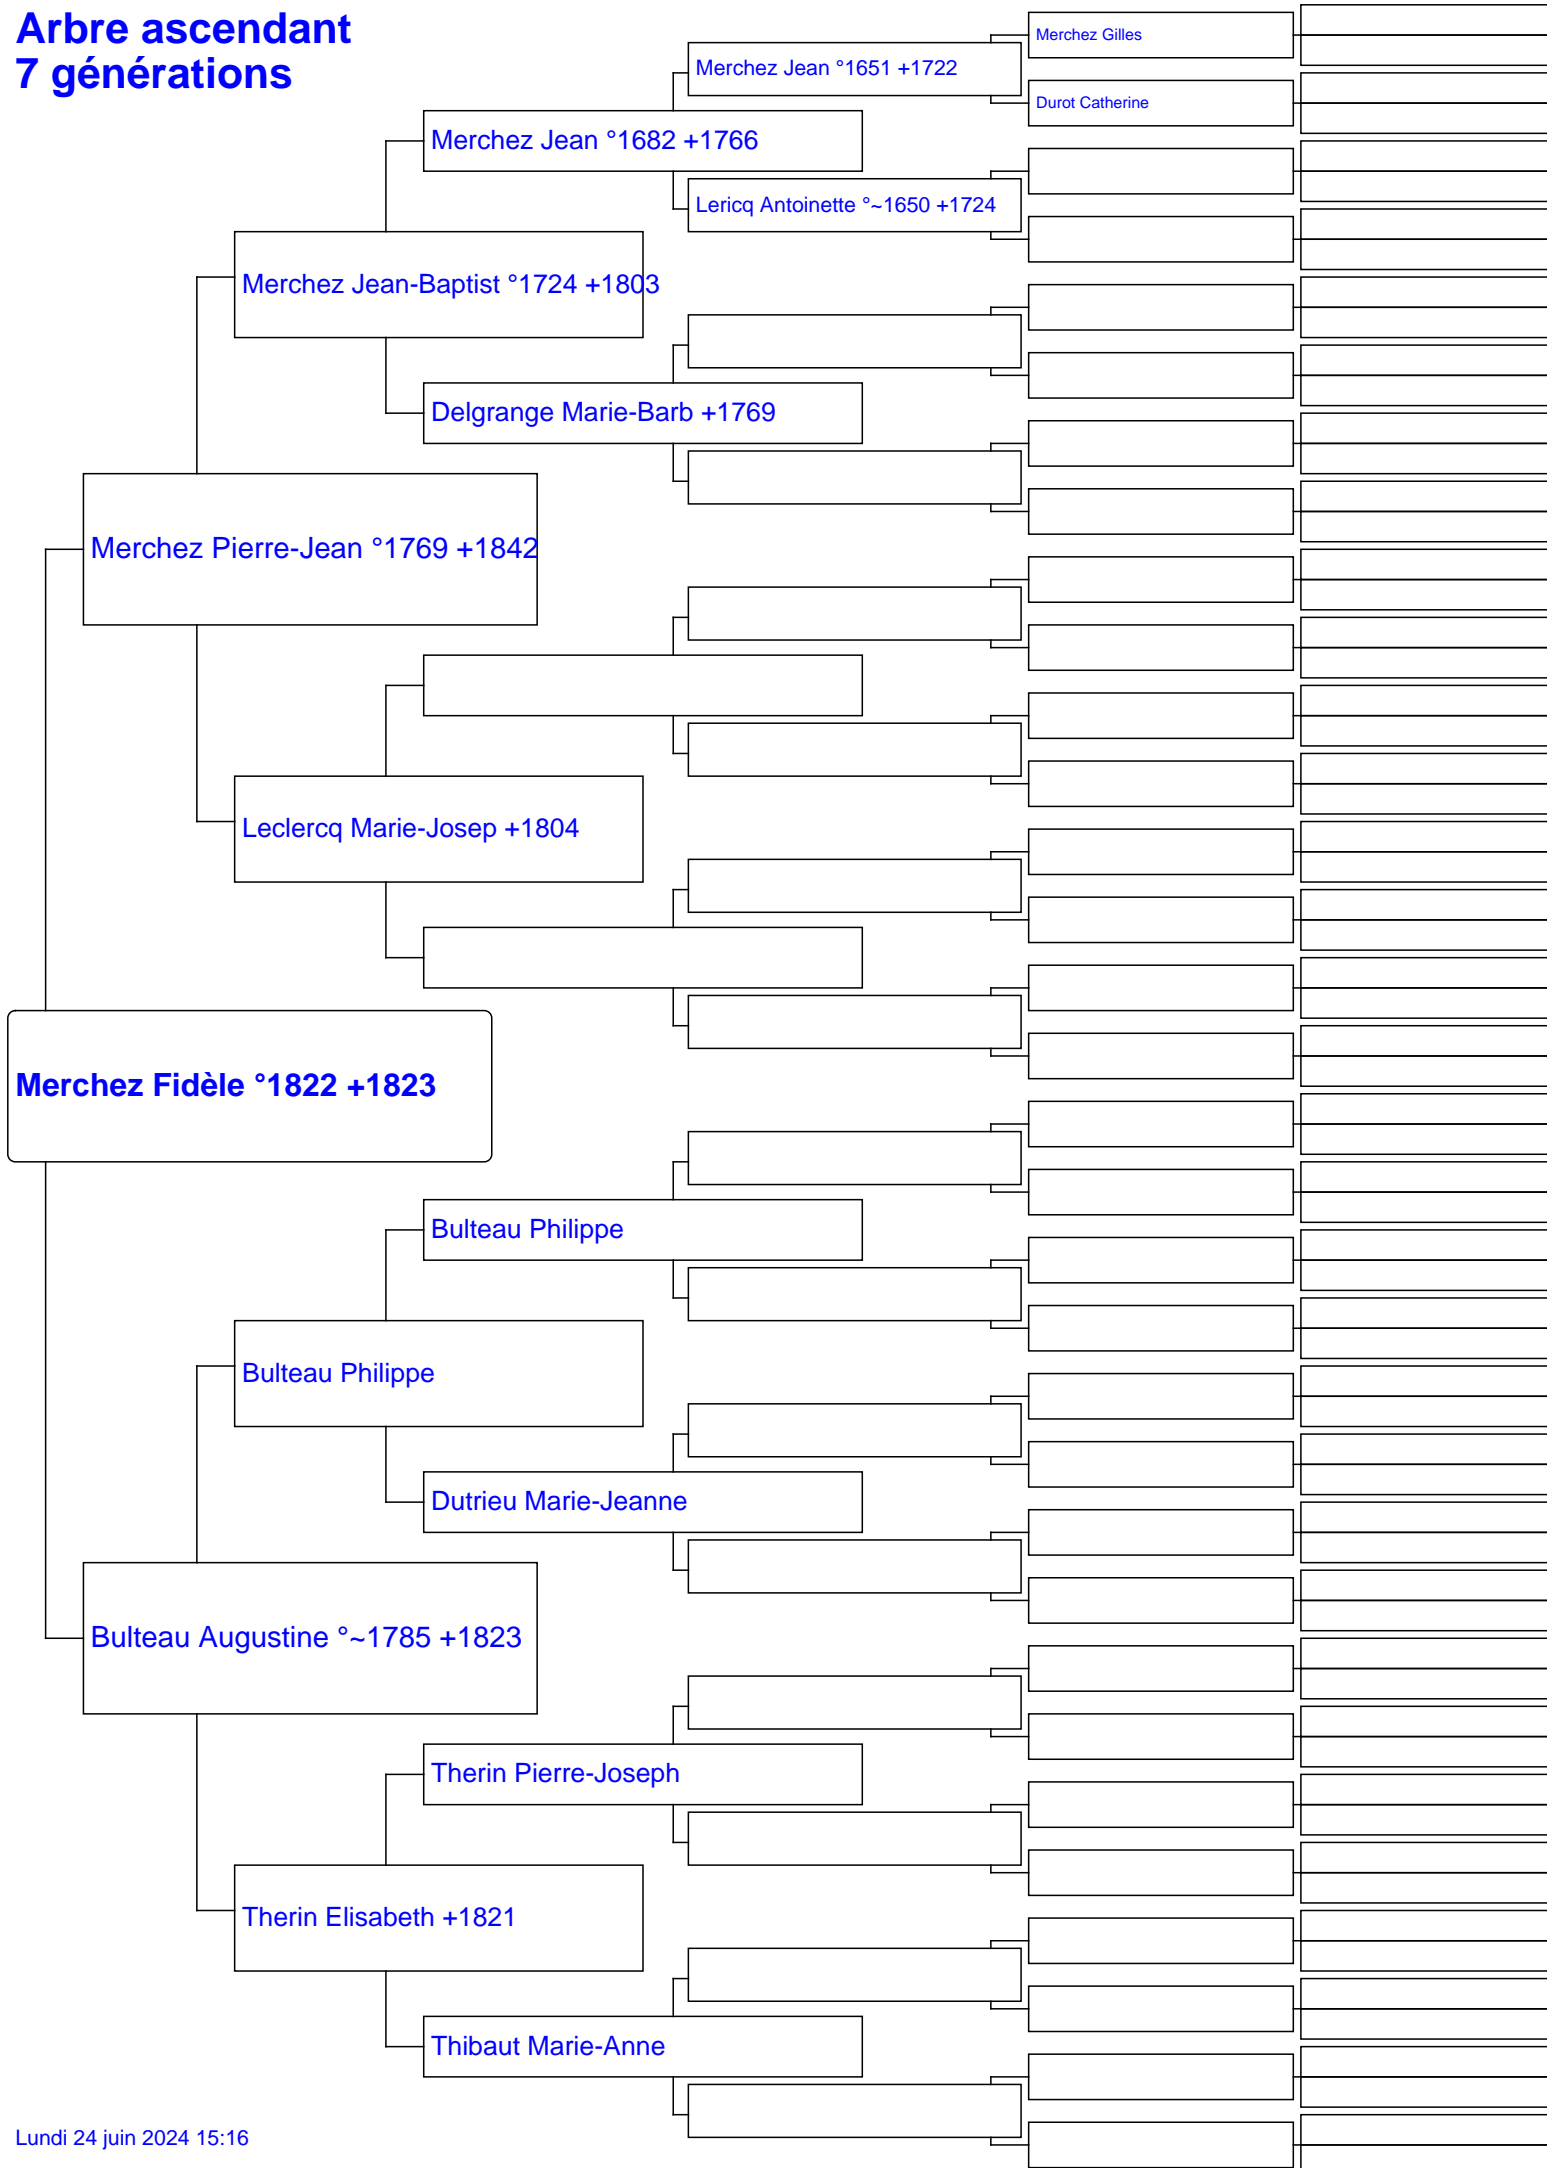 Arbre ascendant
7 générations
Merchez Gilles
Merchez Jean °1651 +1722
Durot Catherine
Merchez Jean °1682 +1766
Lericq Antoinette °~1650 +1724
Merchez Jean-Baptist °1724 +1803
Delgrange Marie-Barb +1769
Merchez Pierre-Jean °1769 +1842
Leclercq Marie-Josep +1804
Merchez Fidèle °1822 +1823
Bulteau Philippe
Bulteau Philippe
Dutrieu Marie-Jeanne
Bulteau Augustine °~1785 +1823
Therin Pierre-Joseph
Therin Elisabeth +1821
Thibaut Marie-Anne
Lundi 24 juin 2024 15:16